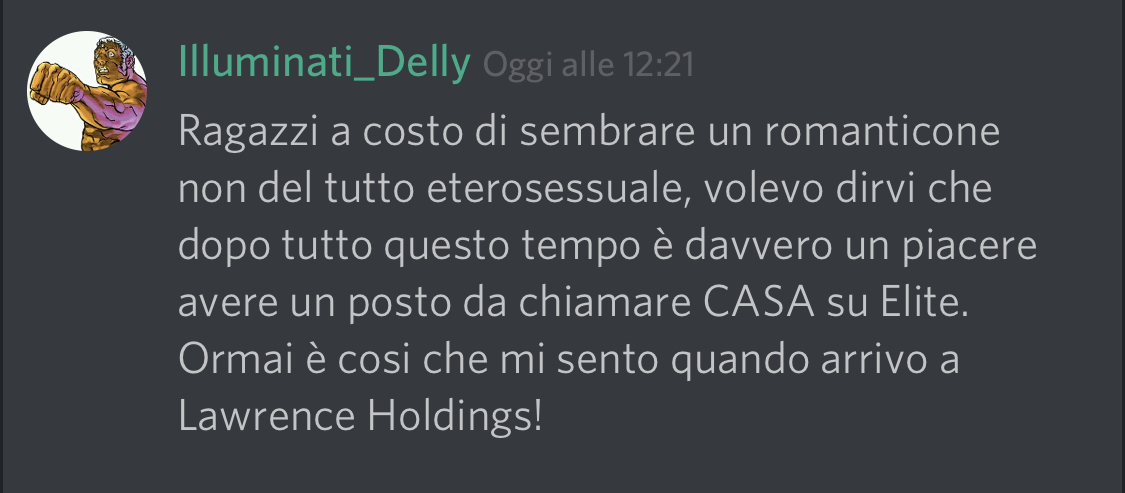 Illuminati_Delly Oggi alle 12:21
Ragazzi a costo di sembrare un romanticone
non del tutto eterosessuale, volevo dirvi che
dopo tutto questo tempo è davvero un piacere
avere un posto da chiamare CASA su Elite.
Ormai è cosi che mi sento quando arrivo a
Lawrence Holdings!